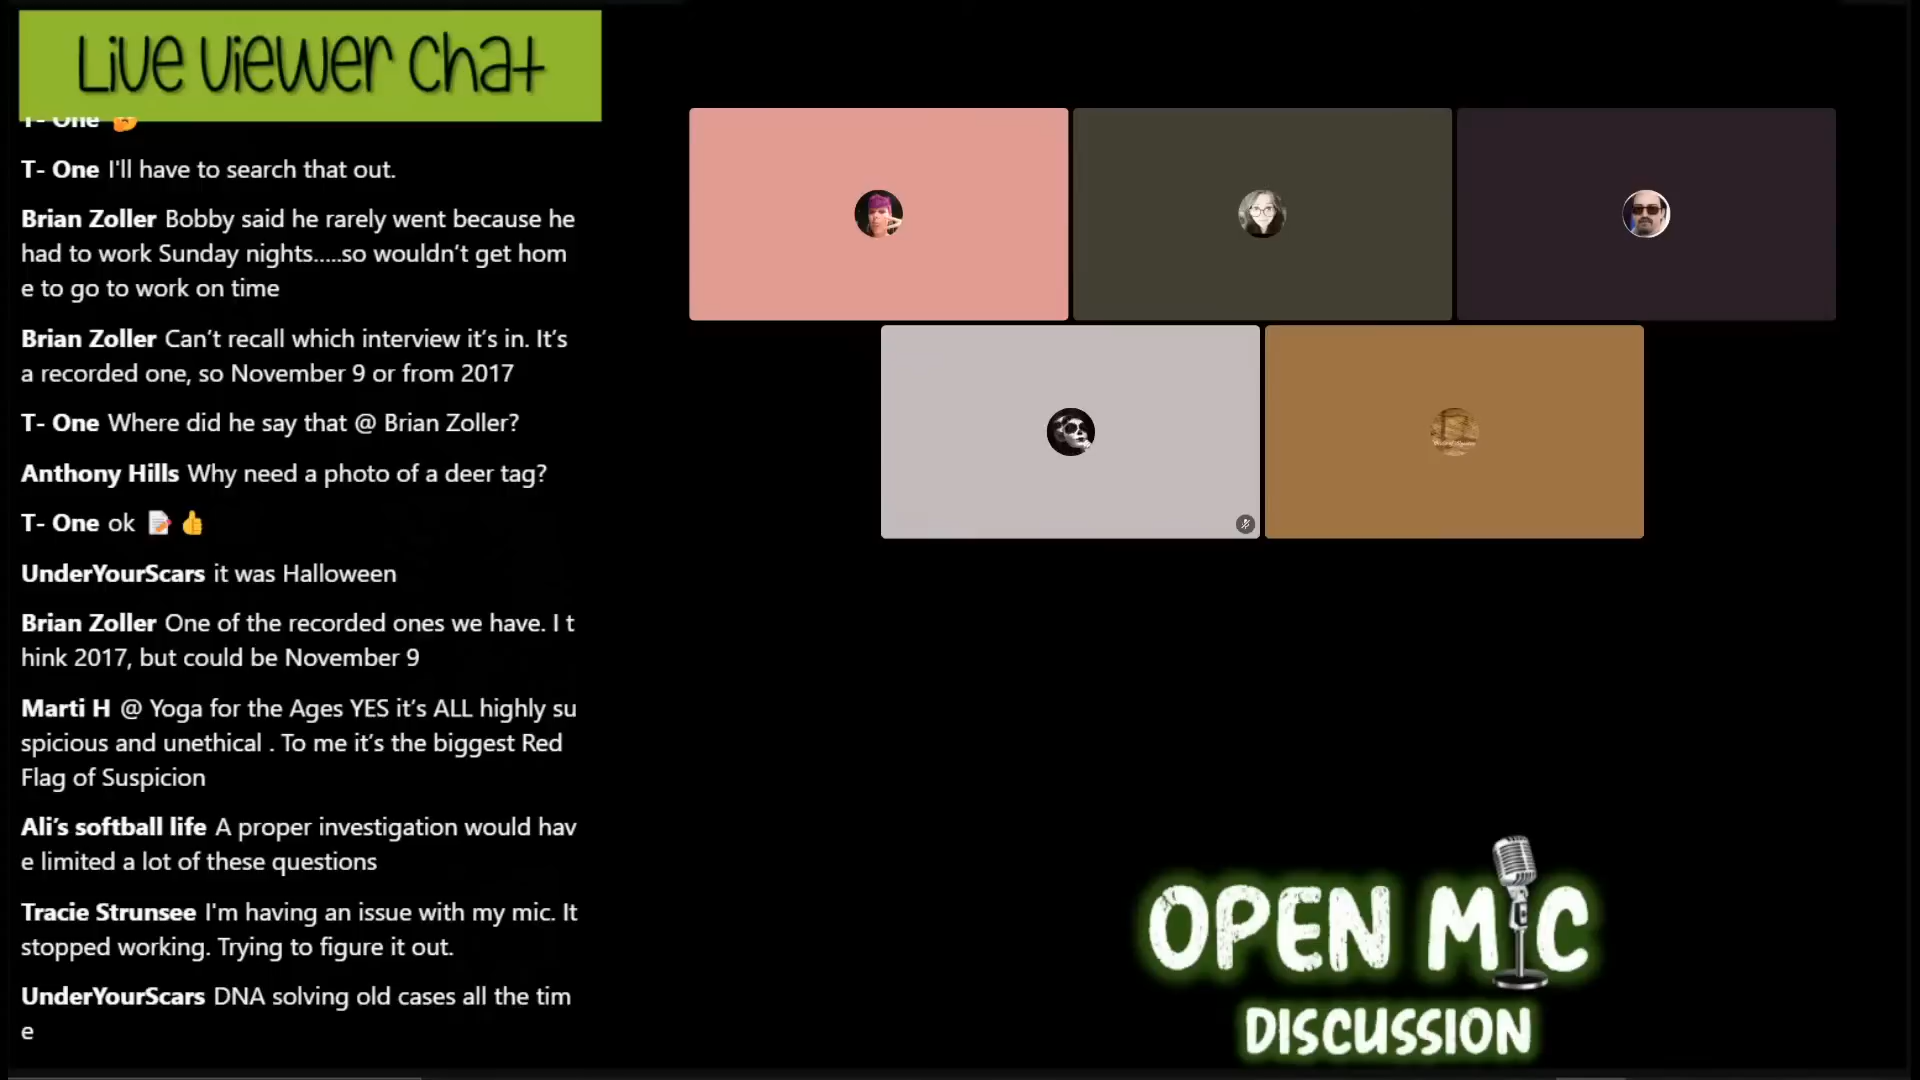 Live Viewer Chat
T- One
T- One I'll have to search that out.
Brian Zoller Bobby said he rarely went because he
had to work Sunday nights.....so wouldn’t get hom
e to go to work on time
Brian Zoller Can’t recall which interview it’s in. It’s
a recorded one, so November 9 or from 2017
T- One Where did he say that @ Brian Zoller?
Anthony Hills Why need a photo of a deer tag?
T- One ok 📝 👍
UnderYourScars it was Halloween
Brian Zoller One of the recorded ones we have. I t
hink 2017, but could be November 9
Marti H @ Yoga for the Ages YES it’s ALL highly su
spicious and unethical . To me it’s the biggest Red
Flag of Suspicion
Ali’s softball life A proper investigation would hav
e limited a lot of these questions
Tracie Strunsee I'm having an issue with my mic. It
stopped working. Trying to figure it out.
UnderYourScars DNA solving old cases all the tim
e
OPEN MIC
DISCUSSION